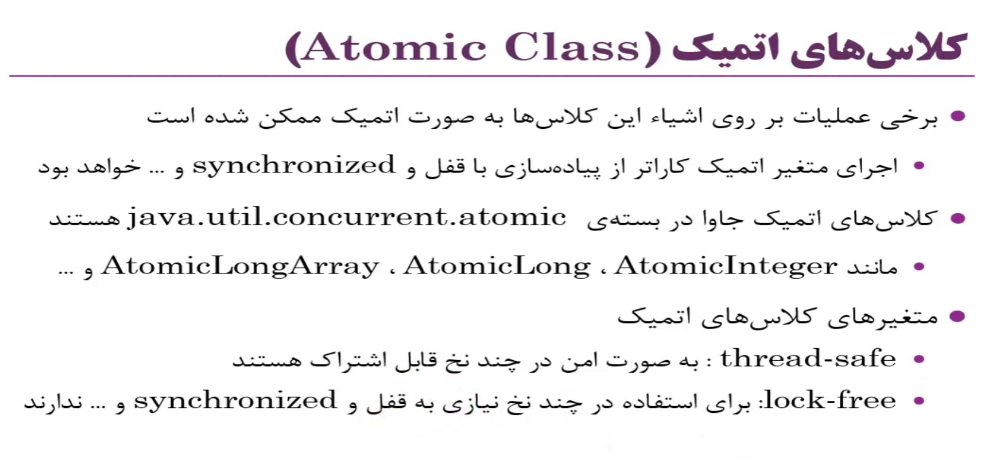 کلاس‌های اتمیک (Atomic Class)
• برخی عملیات بر روی اشیاء این کلاس‌ها به صورت اتمیک ممکن شده است
• اجرای متغیر اتمیک کاراتر از پیاده‌سازی با قفل و synchronized و ... خواهد بود
• کلاس‌های اتمیک جاوا در بسته‌ی java.util.concurrent.atomic هستند
• مانند AtomicInteger ، AtomicLong ، AtomicLongArray و ...
• متغیرهای کلاس‌های اتمیک
• thread-safe : به صورت امن در چند نخ قابل اشتراک هستند
• lock-free: برای استفاده در چند نخ نیازی به قفل و synchronized و ... ندارند